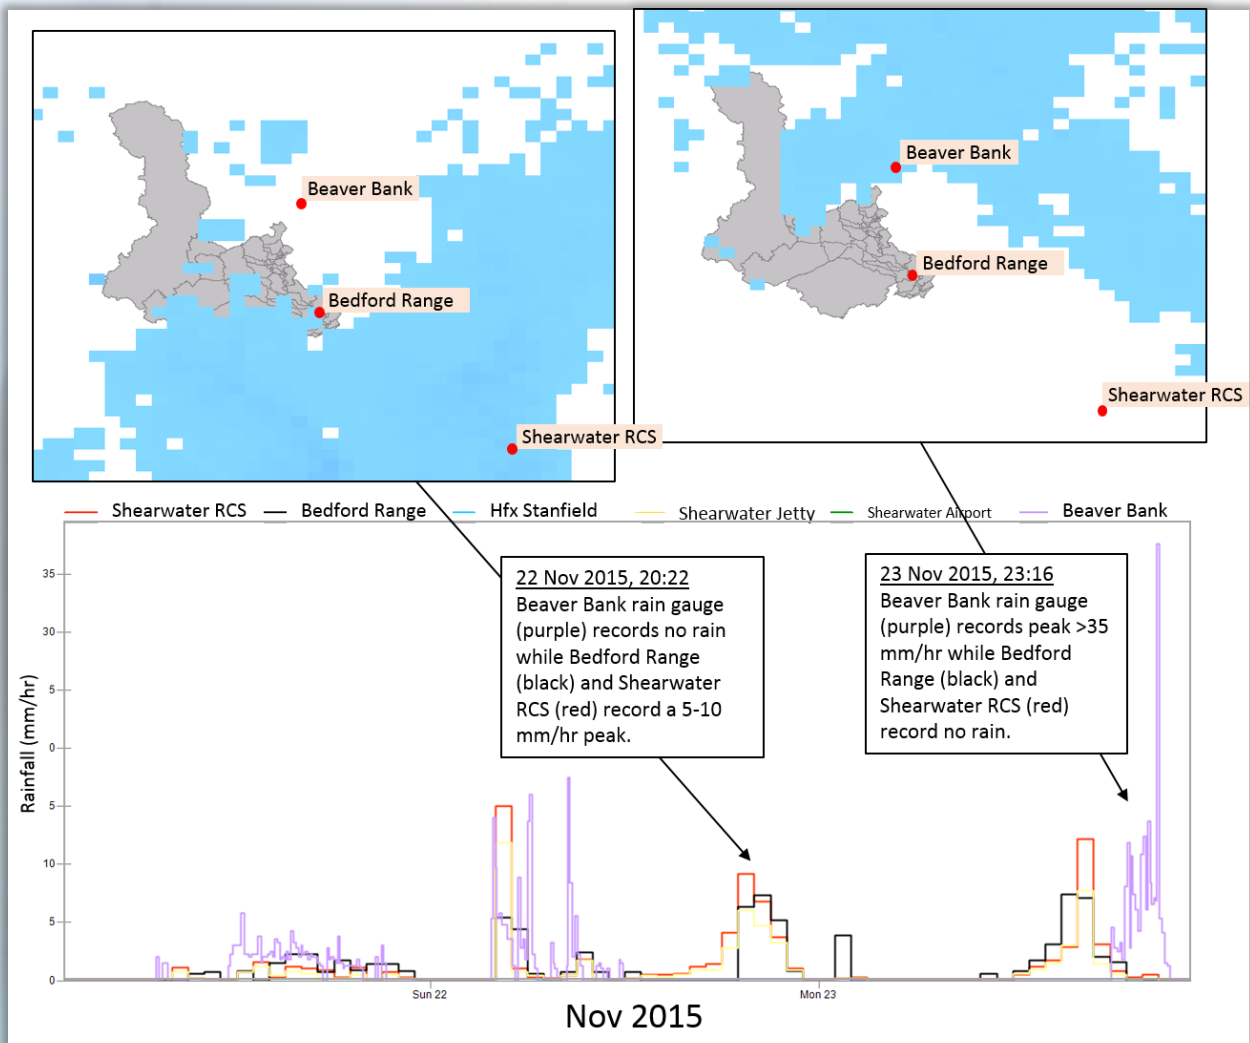 Beaver Bank
Bedford Range
Shearwater RCS
Beaver Bank
Bedford Range
Shearwater RCS
Shearwater RCS
Bedford Range
Hfx Stanfield
Shearwater Jetty
Shearwater Airport
Beaver Bank
22 Nov 2015, 20:22
Beaver Bank rain gauge
(purple) records no rain
while Bedford Range
(black) and Shearwater
RCS (red) record a 5-10
mm/hr peak.
23 Nov 2015, 23:16
Beaver Bank rain gauge
(purple) records peak >35
mm/hr while Bedford
Range (black) and
Shearwater RCS (red)
record no rain.
Rainfall (mm/hr)
35
30
5
0
5
10
5
0
Sun 22
Mon 23
Nov 2015